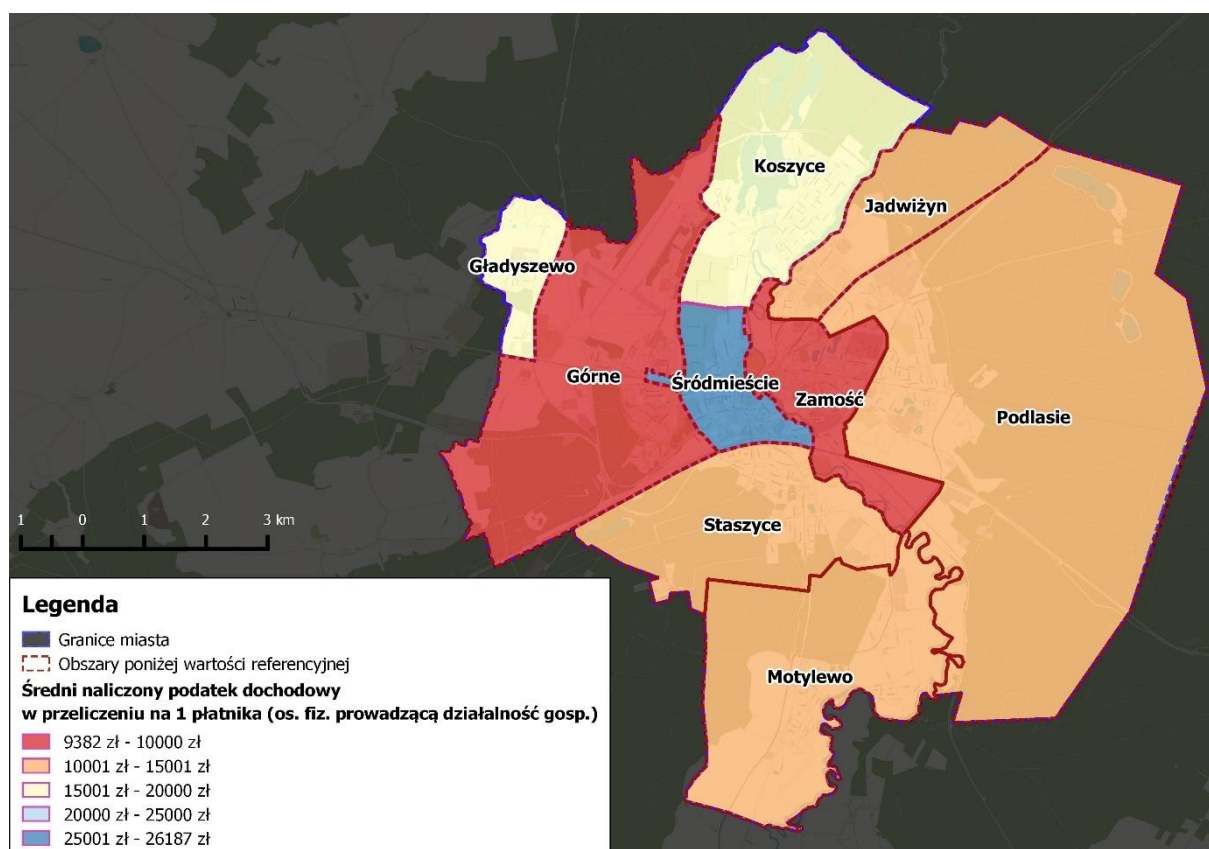 Koszyce
Jadwiżyn
Gładyszewo
Górne
Śródmieście
Zamość
Podlasie
Staszyce
Motylewo
1 0 1 2 3 km
Legenda
Granice miasta
Obszary poniżej wartości referencyjnej
Średni naliczony podatek dochodowy
w przeliczeniu na 1 płatnika (os. fiz. prowadzącą działalność gosp.)
9382 zł - 10000 zł
10001 zł - 15001 zł
15001 zł - 20000 zł
20000 zł - 25000 zł
25001 zł - 26187 zł